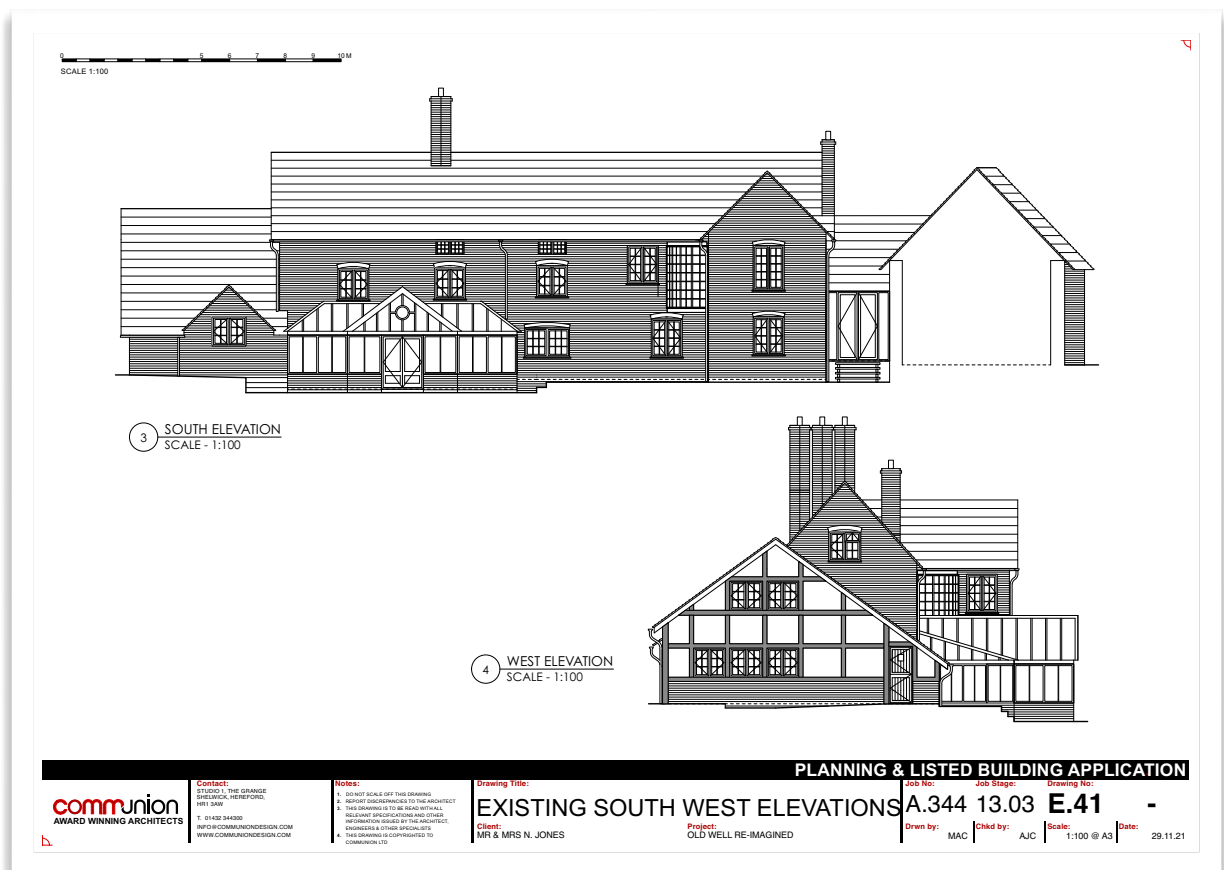 0 5 6 7 8 9 10 M
SCALE 1:100
3 SOUTH ELEVATION
SCALE - 1:100
4 WEST ELEVATION
SCALE - 1:100
PLANNING & LISTED BUILDING APPLICATION
communion
AWARD WINNING ARCHITECTS
Contact:
STUDIO 1, THE GRANGE
SHELWICK, HEREFORD,
HR1 3AW
T. 01432 344300
INFO@COMMUNIONDESIGN.COM
WWW.COMMUNIONDESIGN.COM
Notes:
1. DO NOT SCALE OFF THIS DRAWING
2. REPORT DISCREPANCIES TO THE ARCHITECT
3. THIS DRAWING IS TO BE READ WITH ALL
RELEVANT SPECIFICATIONS AND OTHER
INFORMATION ISSUED BY THE ARCHITECT,
ENGINEERS & OTHER SPECIALISTS
4. THIS DRAWING IS COPYRIGHTED TO
COMMUNION LTD
Drawing Title:
EXISTING SOUTH WEST ELEVATIONS
Client:
MR & MRS N. JONES
Project:
OLD WELL RE-IMAGINED
Job No:
A.344
Job Stage:
13.03
Drawing No:
E.41 -
Drwn by:
MAC
Chkd by:
AJC
Scale:
1:100 @ A3
Date:
29.11.21